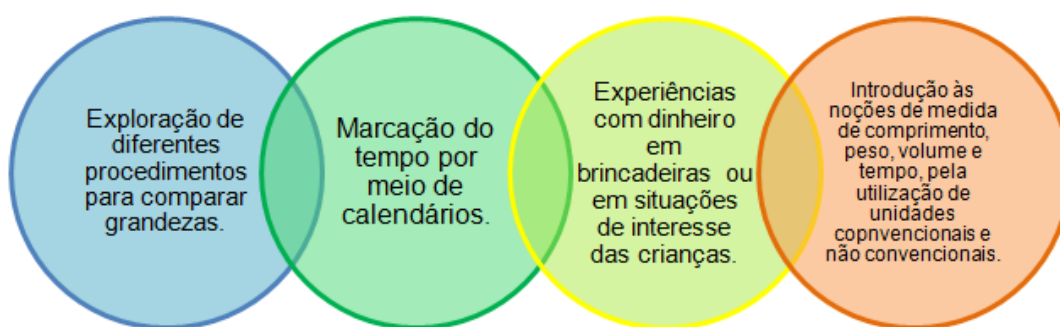 Exploração de
diferentes
procedimentos
para comparar
grandezas.
Marcação do
tempo por
meio de
calendários.
Experiências
com dinheiro
em
brincadeiras ou
em situações
de interesse
das crianças.
Introdução às
noções de medida
de comprimento,
peso, volume e
tempo, pela
utilização de
unidades
copnvencionais e
não convencionais.